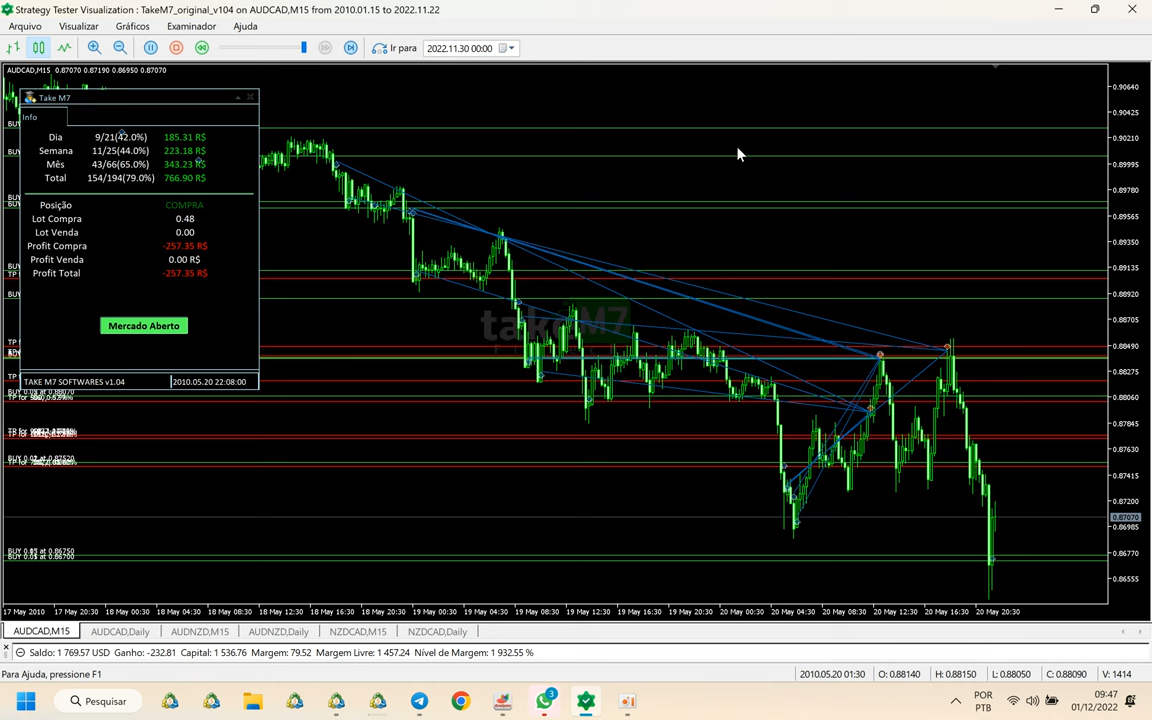 Strategy Tester Visualization : TakeM7_original_v104 on AUDCAD,M15 from 2010.01.15 to 2022.11.22
Arquivo Visualizar Gráficos Examinador Ajuda
Ir para 2022.11.30 00:00
AUDCAD,M15 0.87070 0.87190 0.86950 0.87070
Take M7
Info
Dia 9/21(42.0%) 185.31 R$
Semana 11/25(44.0%) 223.18 R$
Mês 43/66(65.0%) 343.23 R$
Total 154/194(79.0%) 766.90 R$
Posição COMPRA
Lot Compra 0.48
Lot Venda 0.00
Profit Compra -257.35 R$
Profit Venda 0.00 R$
Profit Total -257.35 R$
Mercado Aberto
TAKE M7 SOFTWARES v1.04 2010.05.20 22:08:00
takeM7
BUY 0.86750
BUY 0.03 at 0.86700
0.90640
0.90425
0.90210
0.89995
0.89780
0.89565
0.89350
0.89135
0.88920
0.88705
0.88490
0.88275
0.88060
0.87845
0.87630
0.87415
0.87200
0.87070
0.86985
0.86770
0.86555
17 May 2010 17 May 20:30 18 May 00:30 18 May 04:30 18 May 08:30 18 May 12:30 18 May 16:30 18 May 20:30 19 May 00:30 19 May 04:30 19 May 08:30 19 May 12:30 19 May 16:30 19 May 20:30 20 May 00:30 20 May 04:30 20 May 08:30 20 May 12:30 20 May 16:30 20 May 20:30
AUDCAD,M15 AUDCAD,Daily AUDNZD,M15 AUDNZD,Daily NZDCAD,M15 NZDCAD,Daily
Saldo: 1 769.57 USD Ganho: -232.81 Capital: 1 536.76 Margem: 79.52 Margem Livre: 1 457.24 Nível de Margem: 1 932.55 %
Para Ajuda, pressione F1 2010.05.20 01:30 O: 0.88140 H: 0.88150 L: 0.88050 C: 0.88090 V: 1414
Pesquisar 3 POR PTB 09:47 01/12/2022